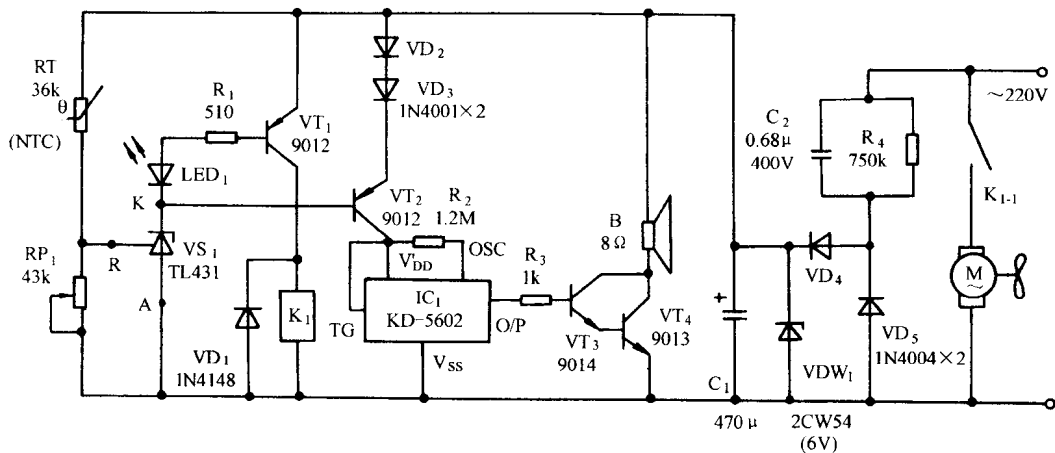 RT
36k
θ
(NTC)
R₁
510
VT₁
9012
VD₂
VD₃
1N4001×2
LED₁
K
VT₂
9012
R₂
1.2M
OSC
V'DD
RP₁
43k
R
VS₁
TL431
A
VD₁
1N4148
K₁
TG
IC₁
KD-5602
O/P
VSS
R₃
1k
B
8Ω
VT₃
9014
VT₄
9013
+
C₁
470μ
VDW₁
2CW54
(6V)
VD₄
VD₅
1N4004×2
C₂
0.68μ
400V
R₄
750k
K₁₋₁
～220V
M
~